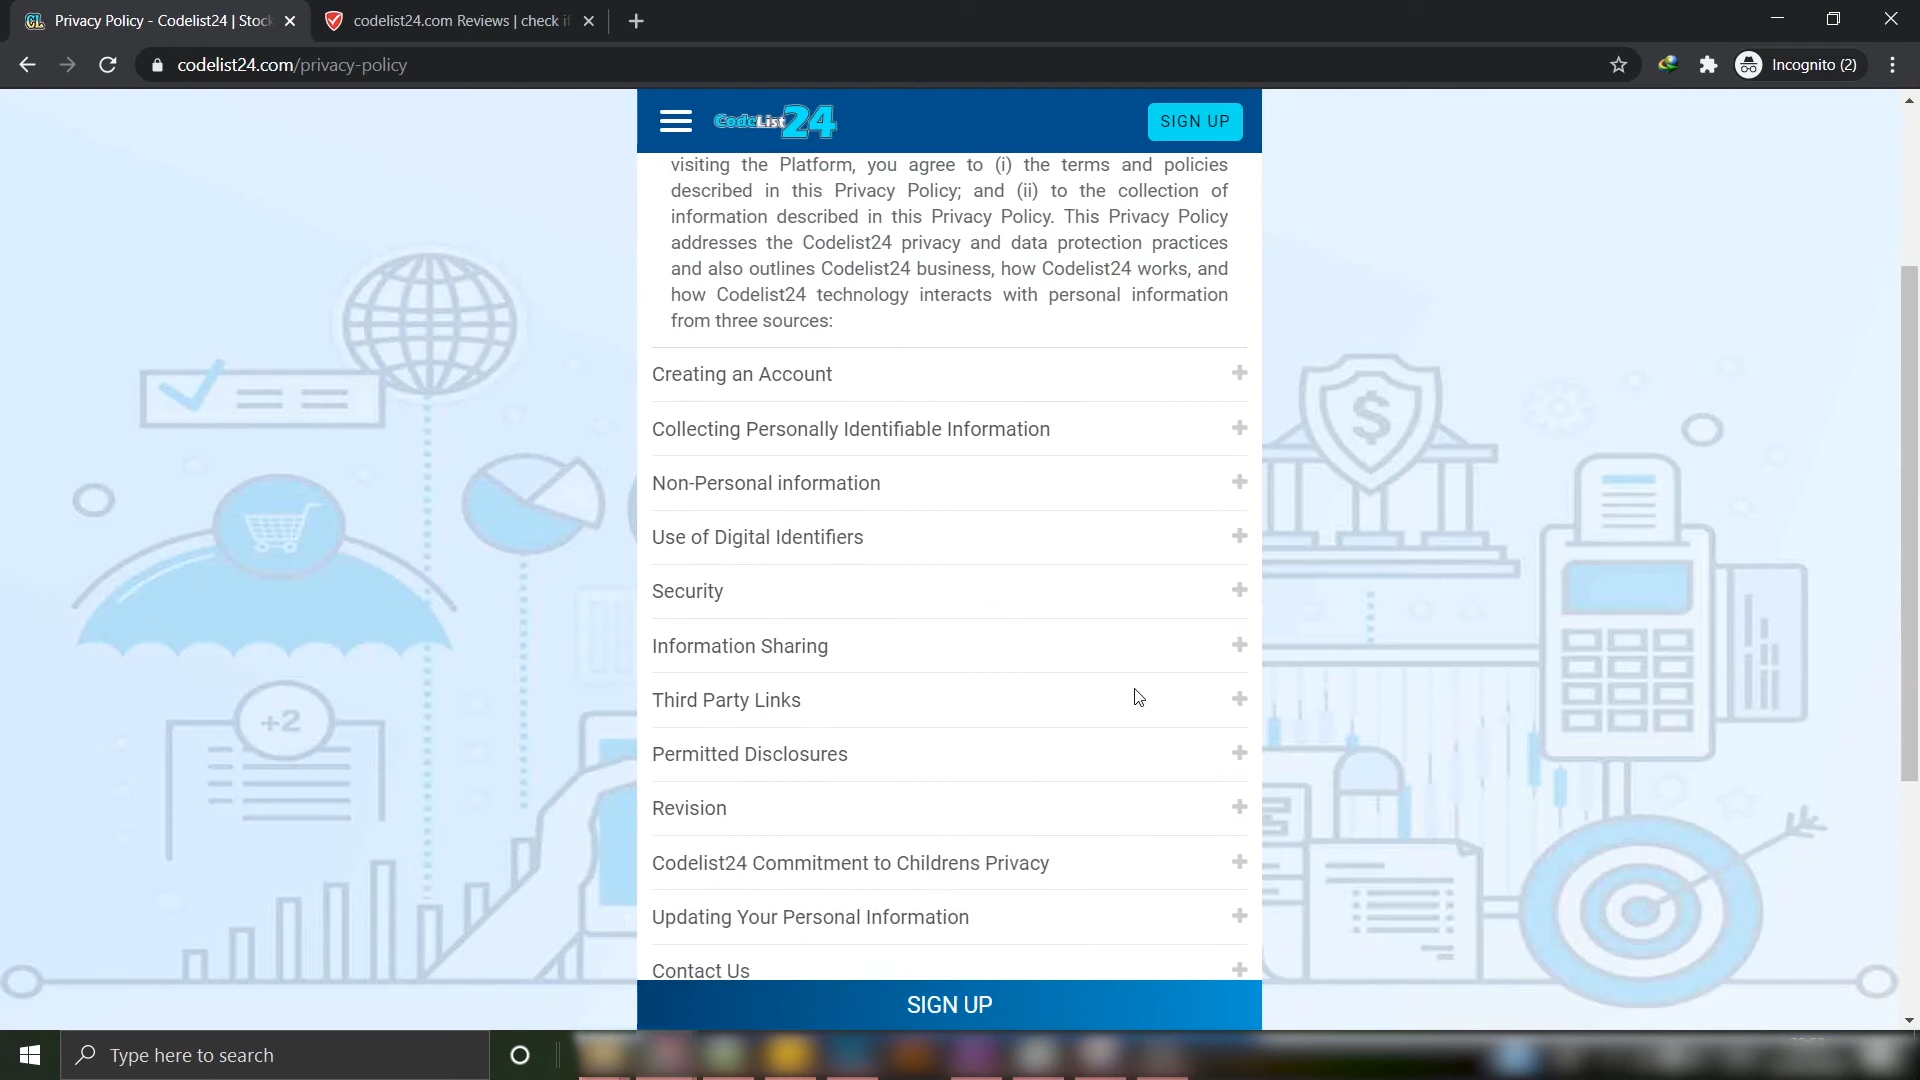 Privacy Policy - Codelist24 | Stock
codelist24.com Reviews | check if
codelist24.com/privacy-policy
Incognito (2)
CodeList24
SIGN UP
visiting the Platform, you agree to (i) the terms and policies
described in this Privacy Policy; and (ii) to the collection of
information described in this Privacy Policy. This Privacy Policy
addresses the Codelist24 privacy and data protection practices
and also outlines Codelist24 business, how Codelist24 works, and
how Codelist24 technology interacts with personal information
from three sources:
Creating an Account
Collecting Personally Identifiable Information
Non-Personal information
Use of Digital Identifiers
Security
Information Sharing
Third Party Links
Permitted Disclosures
Revision
Codelist24 Commitment to Childrens Privacy
Updating Your Personal Information
Contact Us
SIGN UP
+2
Type here to search